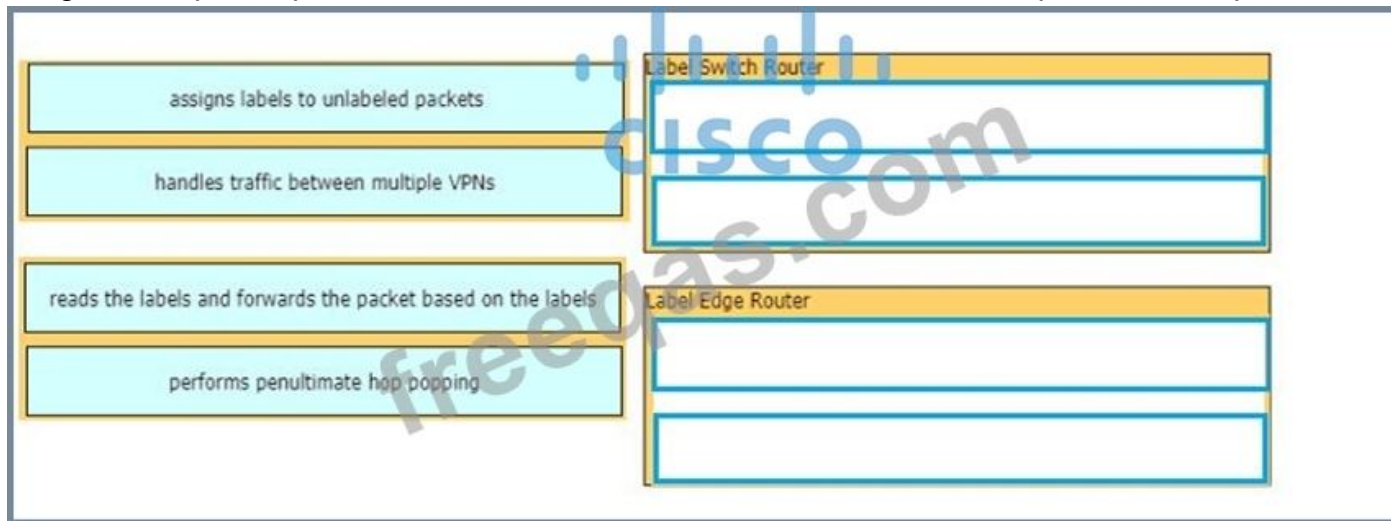 assigns labels to unlabeled packets
handles traffic between multiple VPNs
reads the labels and forwards the packet based on the labels
performs penultimate hop popping
Label Switch Router
Label Edge Router
CISCO
freeqas.com